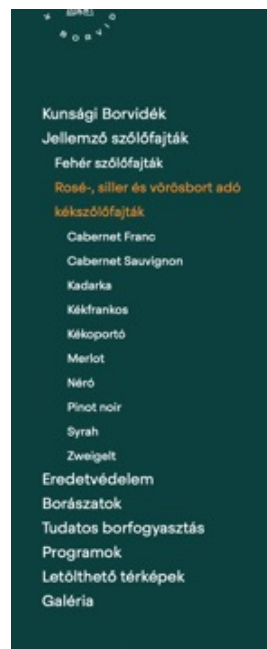 BORVID
Kunsági Borvidék
Jellemző szőlőfajták
Fehér szőlőfajták
Rosé-, siller és vörösbort adó
kékszőlőfajták
Cabernet Franc
Cabernet Sauvignon
Kadarka
Kékfrankos
Kékoportó
Merlot
Néró
Pinot noir
Syrah
Zweigelt
Eredetvédelem
Borászatok
Tudatos borfogyasztás
Programok
Letölthető térképek
Galéria